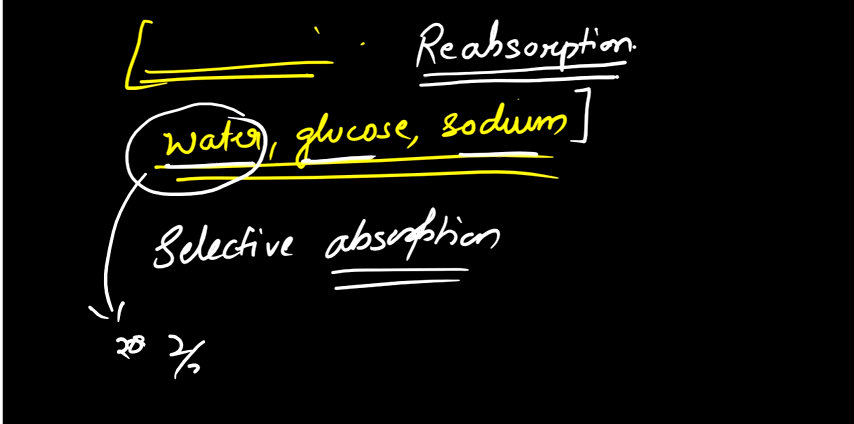 Reabsorption.
water, glucose, sodium]
Selective absorption